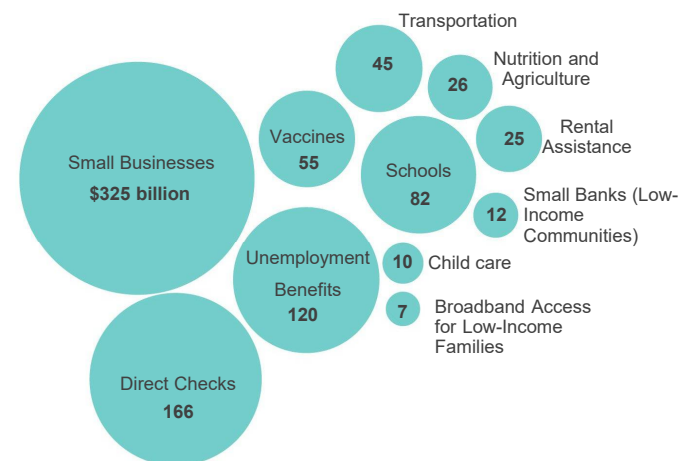 Transportation
45
Nutrition and
Agriculture
26
Vaccines
55
Rental
Assistance
25
Small Businesses
$325 billion
Schools
82
Small Banks (Low-
Income
Communities)
12
Unemployment
Benefits
120
10
Child care
7
Broadband Access
for Low-Income
Families
Direct Checks
166